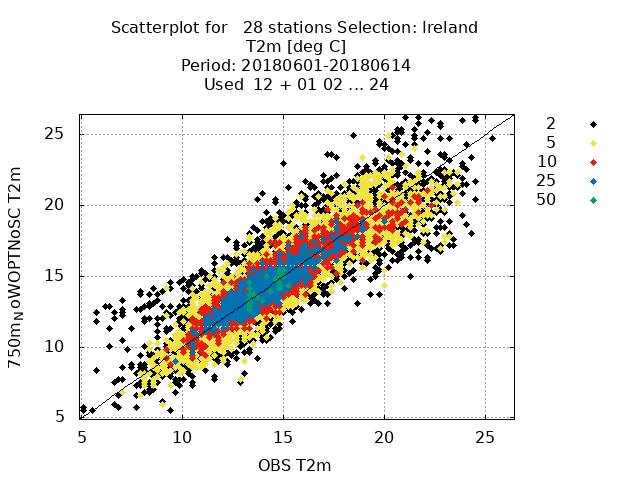 Scatterplot for   28 stations Selection: Ireland
T2m [deg C]
Period: 20180601-20180614
Used  12 + 01 02 ... 24
2
5
10
25
50
25
20
15
10
5
750m_NoWOPTNoSC T2m
5 10 15 20 25
OBS T2m